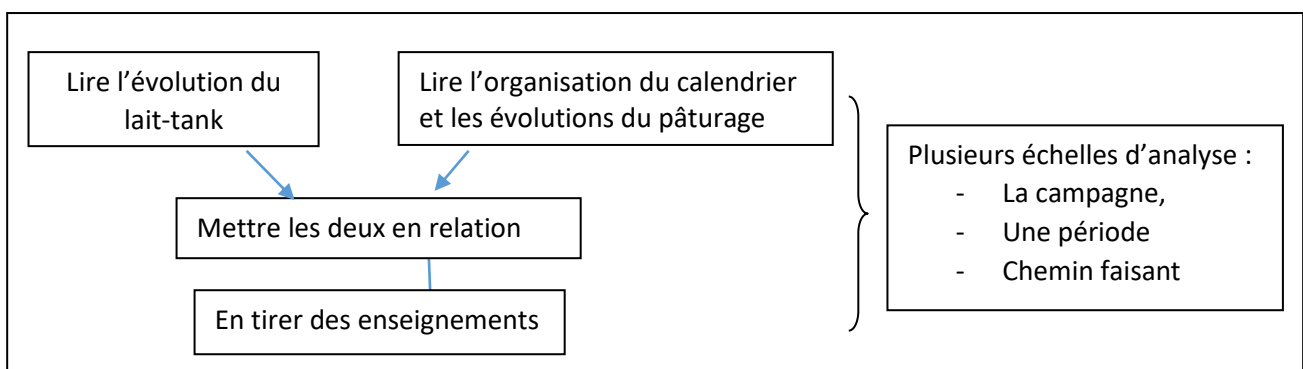 Lire l’évolution du
lait-tank
Lire l’organisation du calendrier
et les évolutions du pâturage
Mettre les deux en relation
En tirer des enseignements
Plusieurs échelles d’analyse :
- La campagne,
- Une période
- Chemin faisant